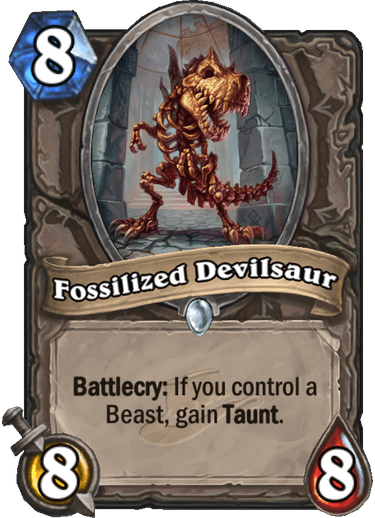 8
Fossilized Devilsaur
Battlecry: If you control a
Beast, gain Taunt.
8
8